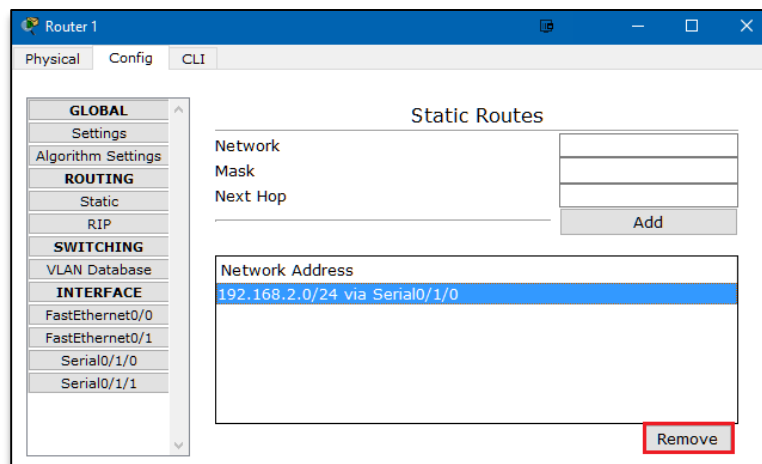 Router 1
Physical Config CLI
GLOBAL
Settings
Algorithm Settings
ROUTING
Static
RIP
SWITCHING
VLAN Database
INTERFACE
FastEthernet0/0
FastEthernet0/1
Serial0/1/0
Serial0/1/1
Static Routes
Network
Mask
Next Hop
Add
Network Address
192.168.2.0/24 via Serial0/1/0
Remove